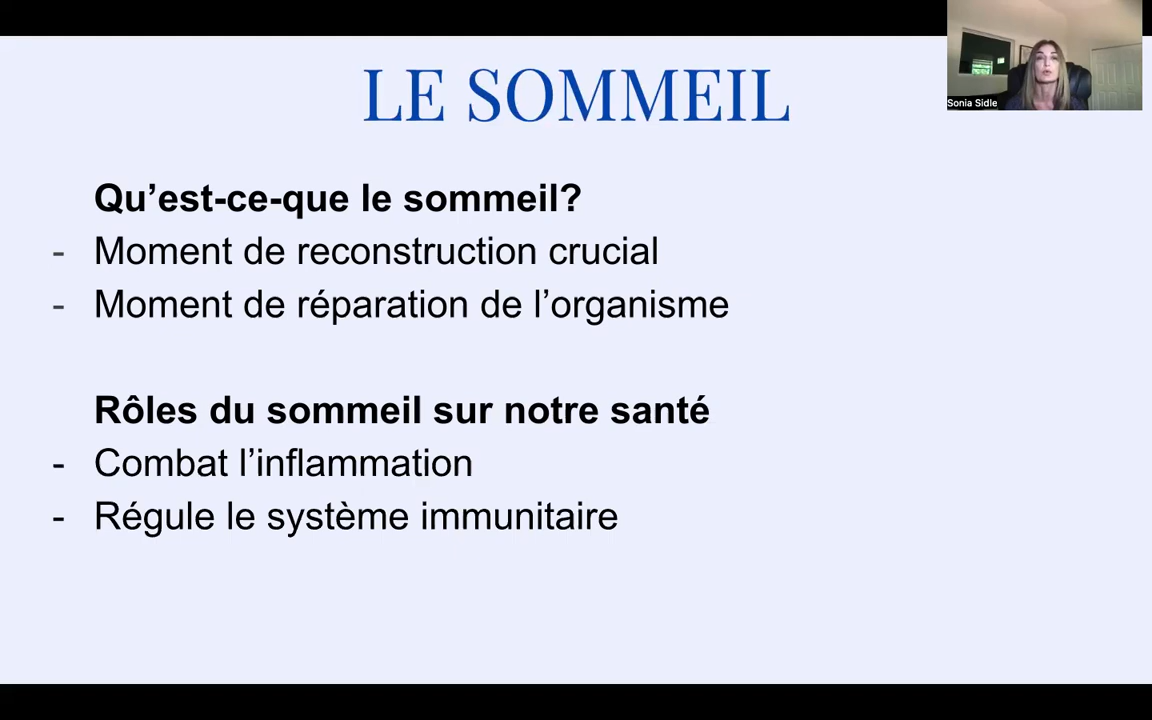 LE SOMMEIL
Sonia Sidle
Qu’est-ce-que le sommeil?
- Moment de reconstruction crucial
- Moment de réparation de l’organisme
Rôles du sommeil sur notre santé
- Combat l’inflammation
- Régule le système immunitaire